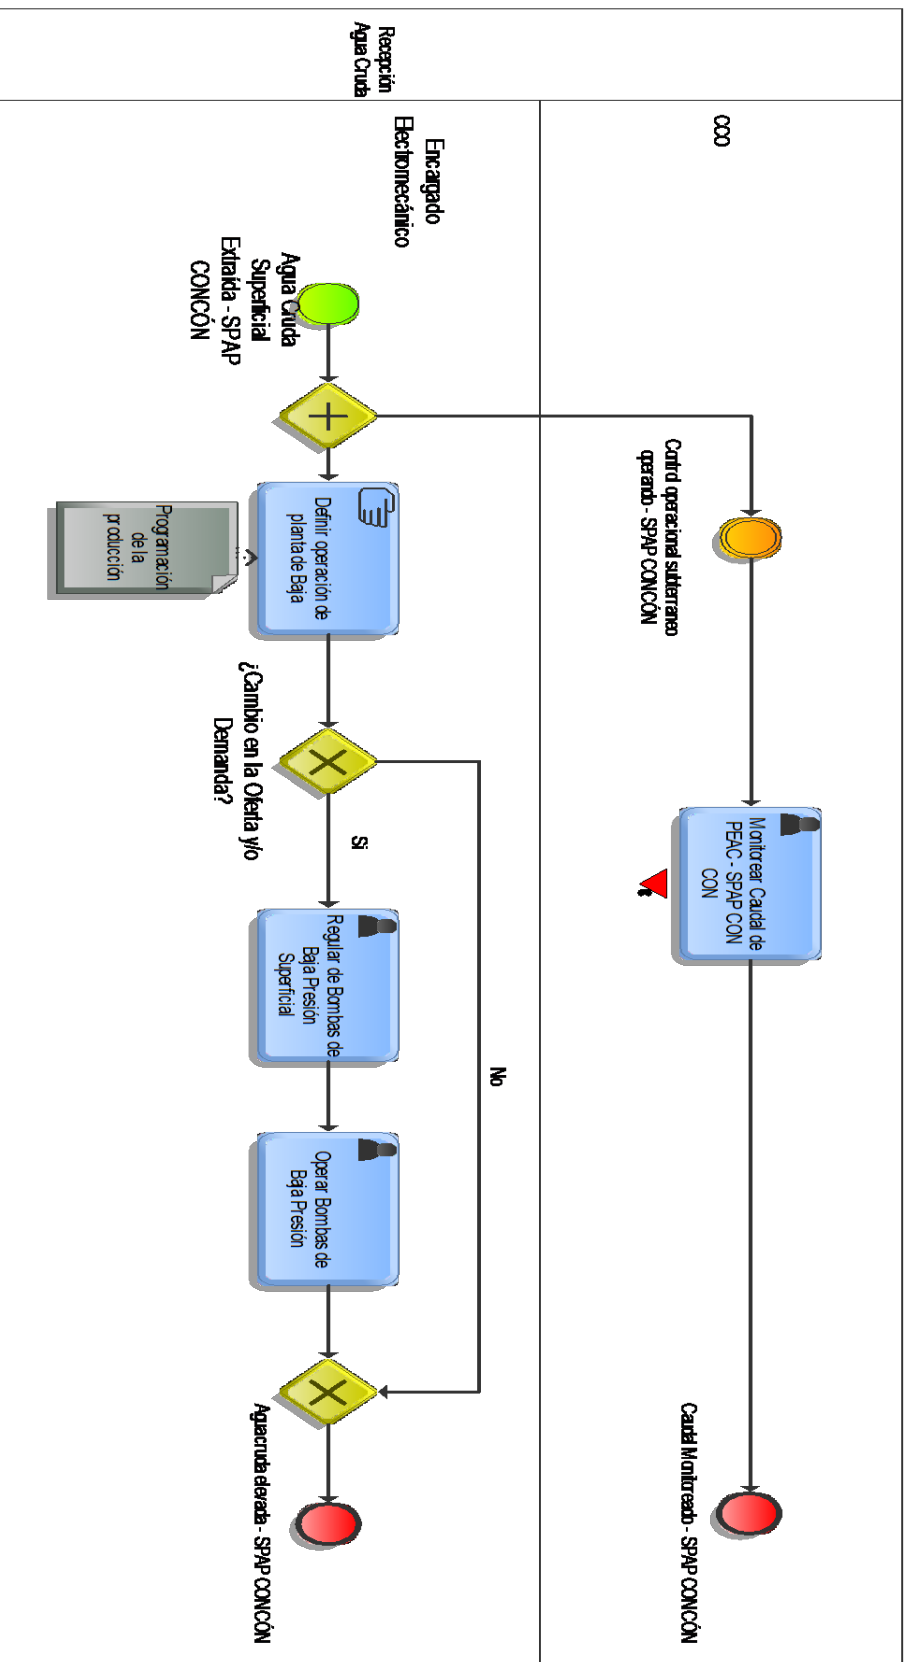 Recepción
Agua Cruda
CCO
Control operacional subterraneo
operando - SPAP CONCÓN
Monitorear Caudal de
PEAC - SPAP CON
CON
Caudal Monitoreado - SPAP CONCÓN
Encargado
Electromecánico
Agua Cruda
Superficial
Extraída - SPAP
CONCÓN
Definir operación de
planta de Baja
Programación
de la
producción
¿Cambio en la Oferta y/o
Demanda?
Si
No
Regular de Bombas de
Baja Presión
Superficial
Operar Bombas de
Baja Presión
Agua cruda elevada - SPAP CONCÓN